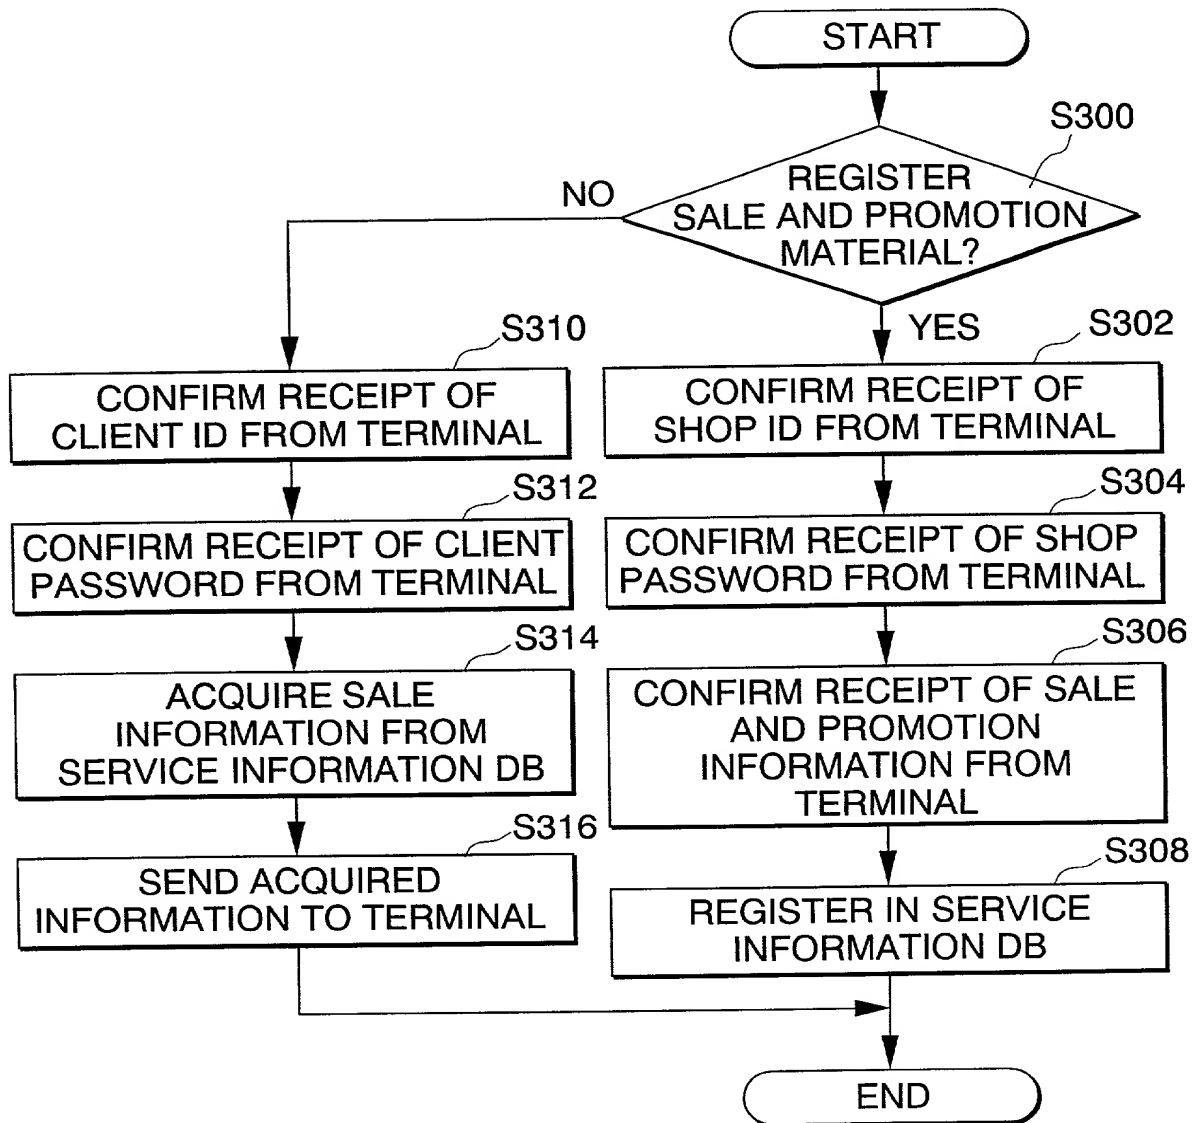 START
S300
REGISTER
SALE AND PROMOTION
MATERIAL?
NO
YES
S310
CONFIRM RECEIPT OF
CLIENT ID FROM TERMINAL
S312
CONFIRM RECEIPT OF CLIENT
PASSWORD FROM TERMINAL
S314
ACQUIRE SALE
INFORMATION FROM
SERVICE INFORMATION DB
S316
SEND ACQUIRED
INFORMATION TO TERMINAL
S302
CONFIRM RECEIPT OF
SHOP ID FROM TERMINAL
S304
CONFIRM RECEIPT OF SHOP
PASSWORD FROM TERMINAL
S306
CONFIRM RECEIPT OF SALE
AND PROMOTION
INFORMATION FROM
TERMINAL
S308
REGISTER IN SERVICE
INFORMATION DB
END